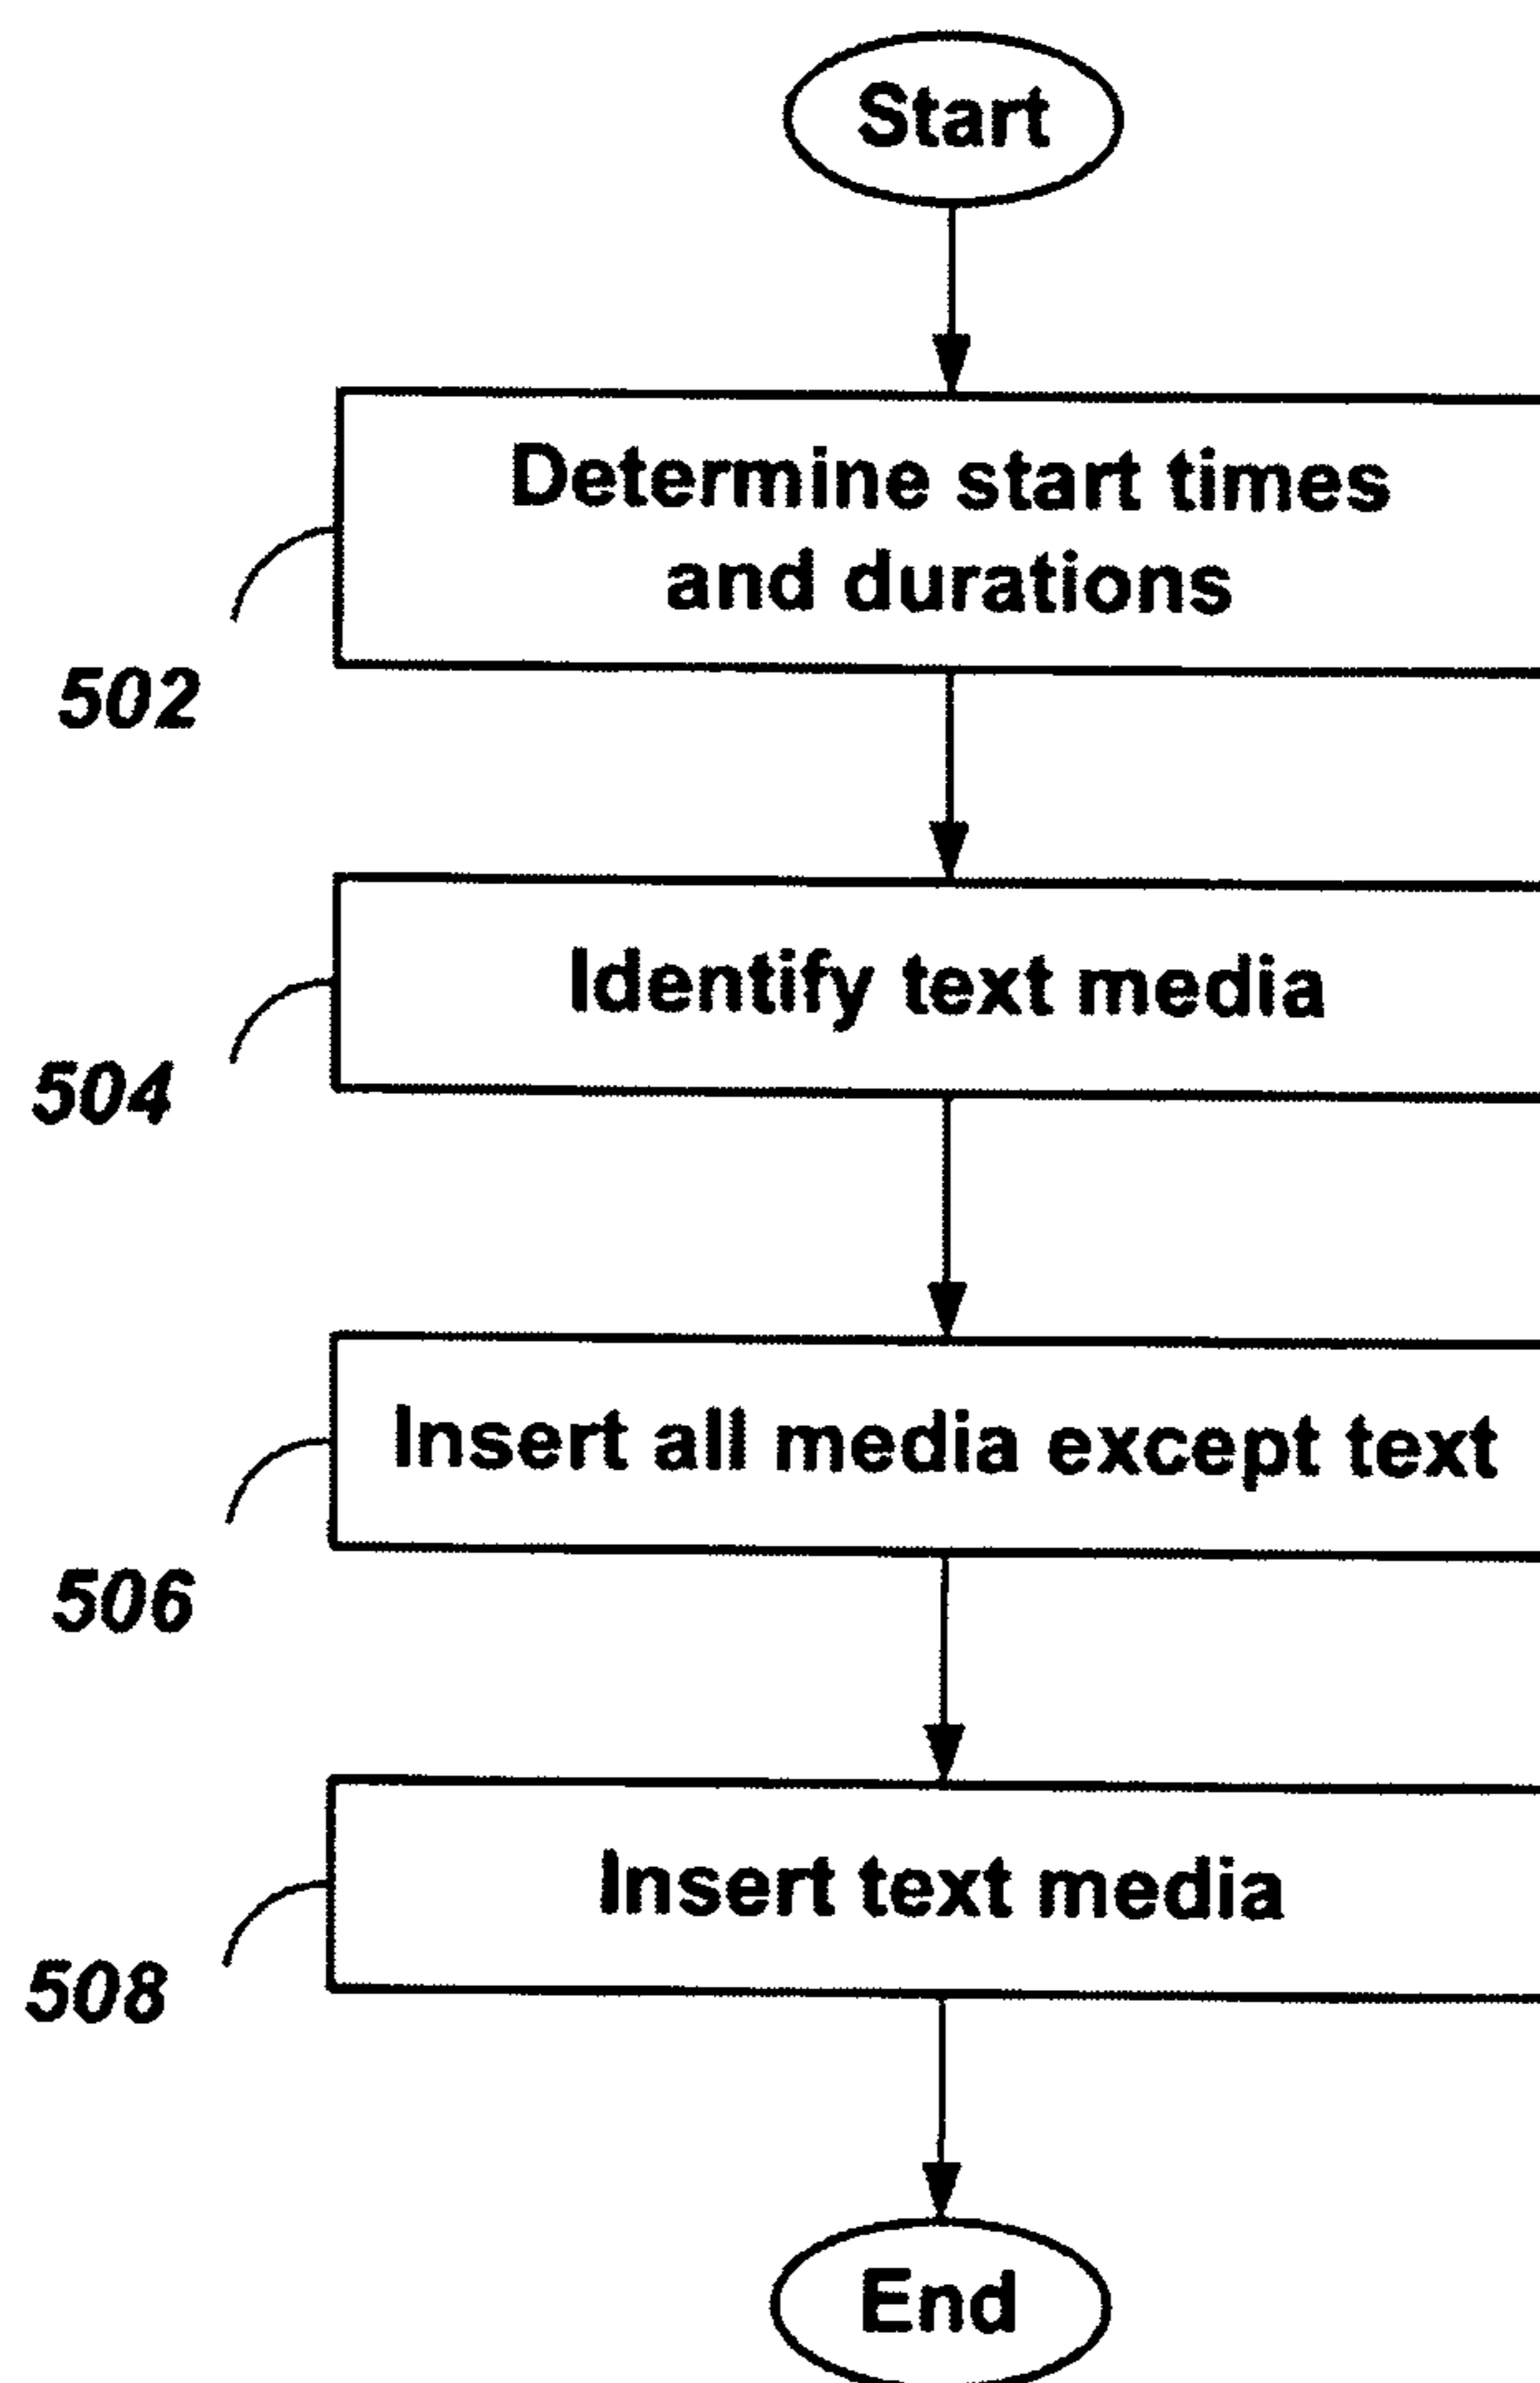 Start
Determine start times
and durations
502
Identify text media
504
Insert all media except text
506
Insert text media
508
End